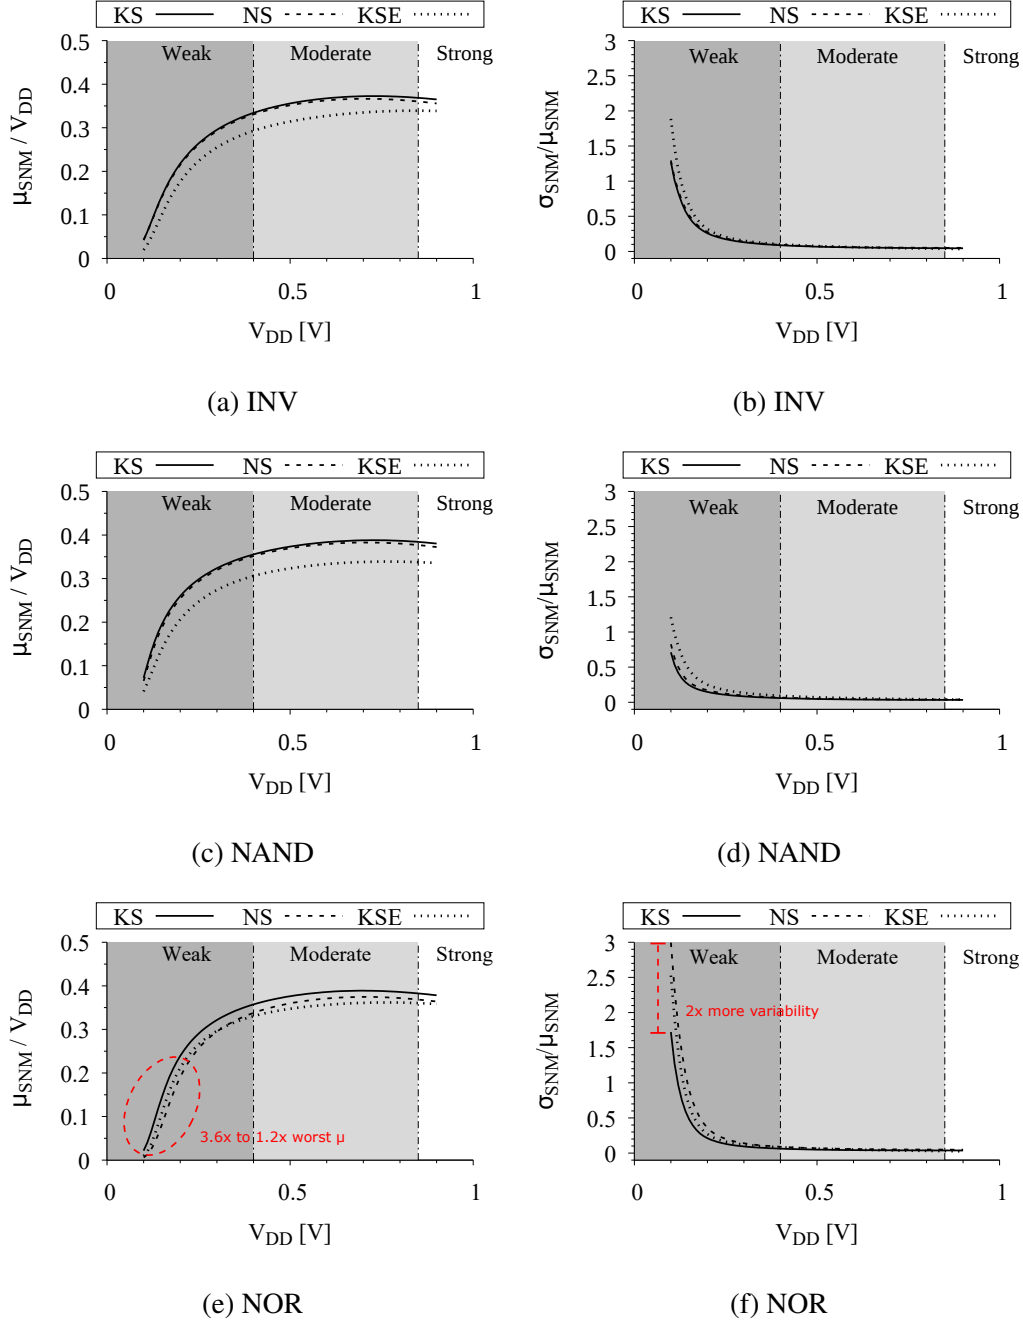 KS NS KSE
KS NS KSE
0.5
0.4
0.3
0.2
0.1
0
μSNM / VDD
Weak
Moderate
Strong
0
0.5
1
VDD [V]
(a) INV
3
2.5
2
1.5
1
0.5
0
σSNM/μSNM
Weak
Moderate
Strong
0
0.5
1
VDD [V]
(b) INV
KS NS KSE
KS NS KSE
0.5
0.4
0.3
0.2
0.1
0
μSNM / VDD
Weak
Moderate
Strong
0
0.5
1
VDD [V]
(c) NAND
3
2.5
2
1.5
1
0.5
0
σSNM/μSNM
Weak
Moderate
Strong
0
0.5
1
VDD [V]
(d) NAND
KS NS KSE
KS NS KSE
0.5
0.4
0.3
0.2
0.1
0
μSNM / VDD
Weak
Moderate
Strong
3.6x to 1.2x worst μ
0
0.5
1
VDD [V]
(e) NOR
3
2.5
2
1.5
1
0.5
0
σSNM/μSNM
Weak
Moderate
Strong
2x more variability
0
0.5
1
VDD [V]
(f) NOR